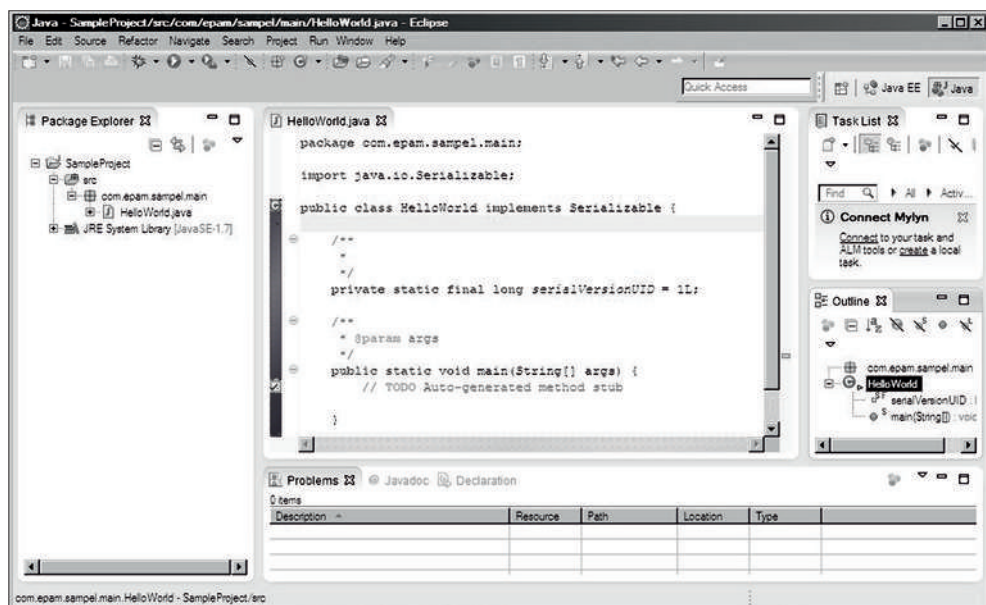 Java - SampleProject/src/com/epam/sampel/main/HelloWorld.java - Eclipse
File Edit Source Refactor Navigate Search Project Run Window Help
Quick Access
Java EE
Java
Package Explorer
SampleProject
src
com.epam.sampel.main
HelloWorld.java
JRE System Library [JavaSE-1.7]
HelloWorld.java
package com.epam.sampel.main;
import java.io.Serializable;
public class HelloWorld implements Serializable {
/**
*
*/
private static final long serialVersionUID = 1L;
/**
* @param args
*/
public static void main(String[] args) {
// TODO Auto-generated method stub
}
Task List
Find All Activ...
Connect Mylyn
Connect to your task and
ALM tools or create a local
task.
Outline
com.epam.sampel.main
HelloWorld
serialVersionUID :
main(String[]) : void
Problems @ Javadoc Declaration
0 items
Description Resource Path Location Type
com.epam.sampel.main.HelloWorld - SampleProject/src